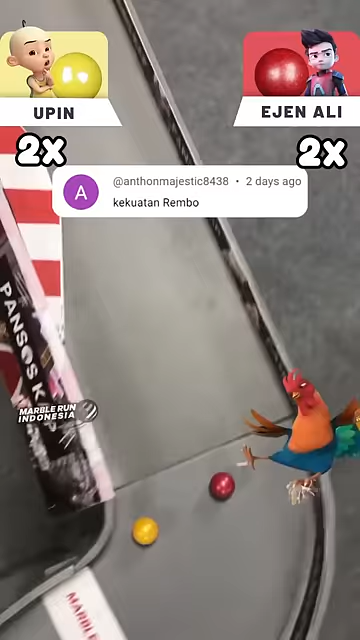 UPIN
EJEN ALI
2X
2X
A
@anthonmajestic8438 • 2 days ago
kekuatan Rembo
PANSOS K
MARBLE RUN
INDONESIA
MARBLE